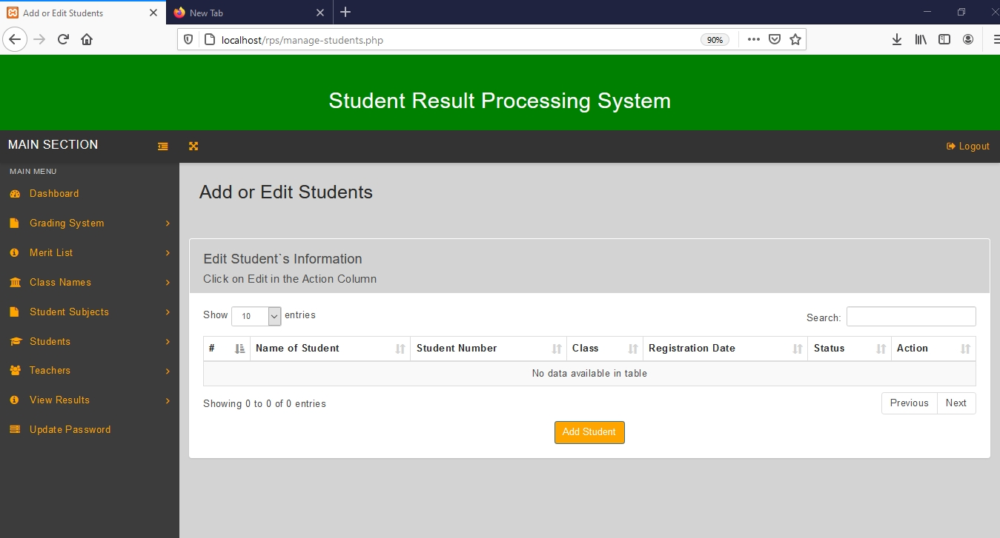 Add or Edit Students
New Tab
localhost/rps/manage-students.php
90%
Student Result Processing System
MAIN SECTION
Logout
MAIN MENU
Dashboard
Grading System
Merit List
Class Names
Student Subjects
Students
Teachers
View Results
Update Password
Add or Edit Students
Edit Student`s Information
Click on Edit in the Action Column
Show 10 entries
Search:
# Name of Student Student Number Class Registration Date Status Action
No data available in table
Showing 0 to 0 of 0 entries
Previous Next
Add Student